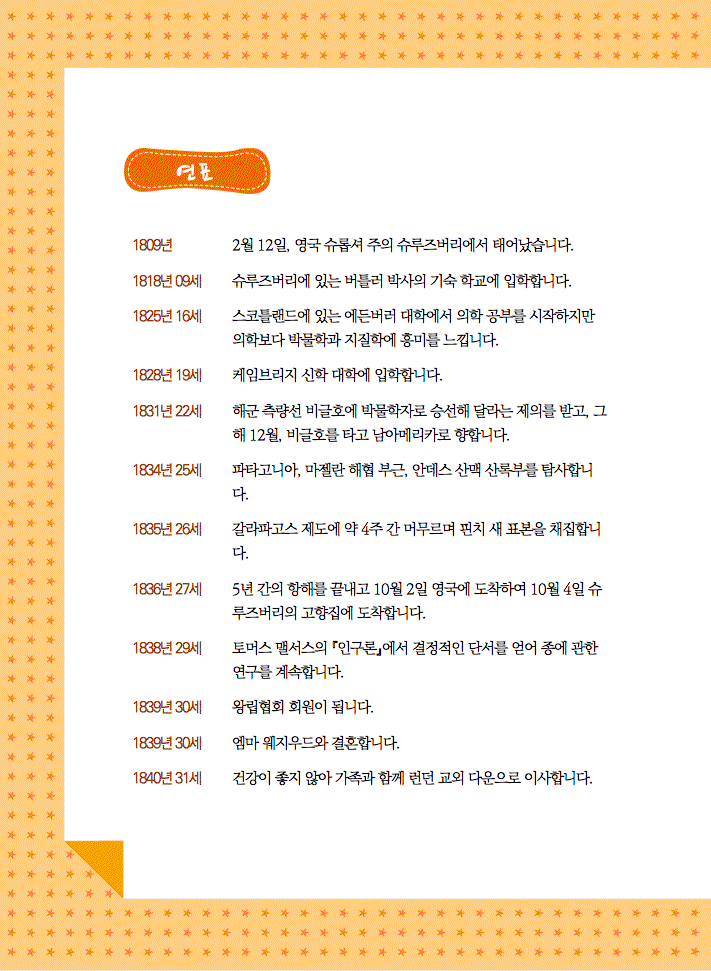 연표
1809년 2월 12일, 영국 슈롭셔 주의 슈루즈버리에서 태어났습니다.
1818년 09세 슈루즈버리에 있는 버틀러 박사의 기숙 학교에 입학합니다.
1825년 16세 스코틀랜드에 있는 에든버러 대학에서 의학 공부를 시작하지만
의학보다 박물학과 지질학에 흥미를 느낍니다.
1828년 19세 케임브리지 신학 대학에 입학합니다.
1831년 22세 해군 측량선 비글호에 박물학자로 승선해 달라는 제의를 받고, 그
해 12월, 비글호를 타고 남아메리카로 향합니다.
1834년 25세 파타고니아, 마젤란 해협 부근, 안데스 산맥 산록부를 탐사합니
다.
1835년 26세 갈라파고스 제도에 약 4주 간 머무르며 핀치 새 표본을 채집합니
다.
1836년 27세 5년 간의 항해를 끝내고 10월 2일 영국에 도착하여 10월 4일 슈
루즈버리의 고향집에 도착합니다.
1838년 29세 토머스 맬서스의 『인구론』에서 결정적인 단서를 얻어 종에 관한
연구를 계속합니다.
1839년 30세 왕립협회 회원이 됩니다.
1839년 30세 엠마 웨지우드와 결혼합니다.
1840년 31세 건강이 좋지 않아 가족과 함께 런던 교외 다운으로 이사합니다.